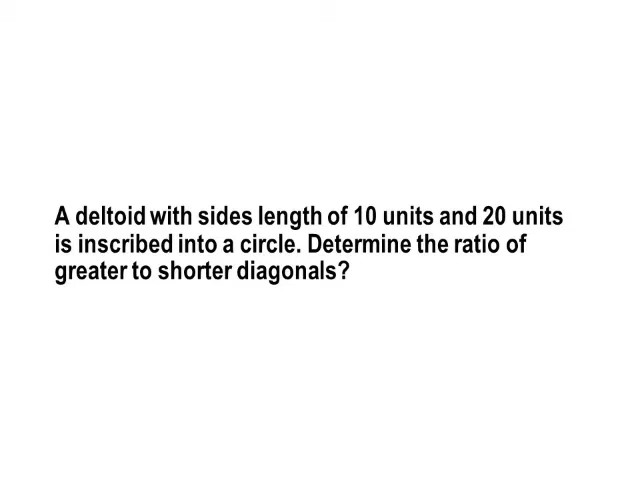 A deltoid with sides length of 10 units and 20 units
is inscribed into a circle. Determine the ratio of
greater to shorter diagonals?